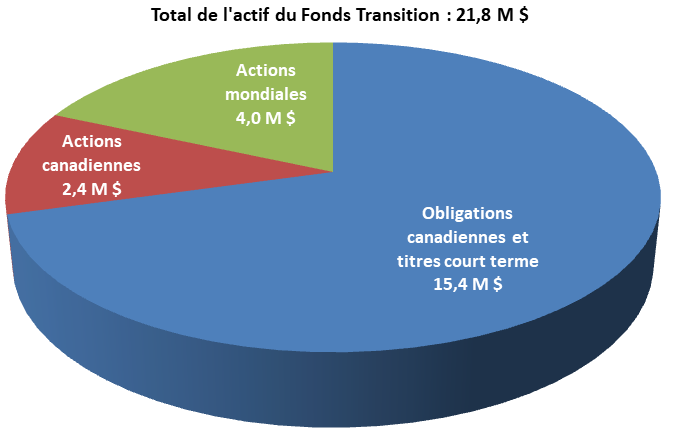 Total de l'actif du Fonds Transition : 21,8 M $
Actions
mondiales
4,0 M $
Actions
canadiennes
2,4 M $
Obligations
canadiennes et
titres court terme
15,4 M $